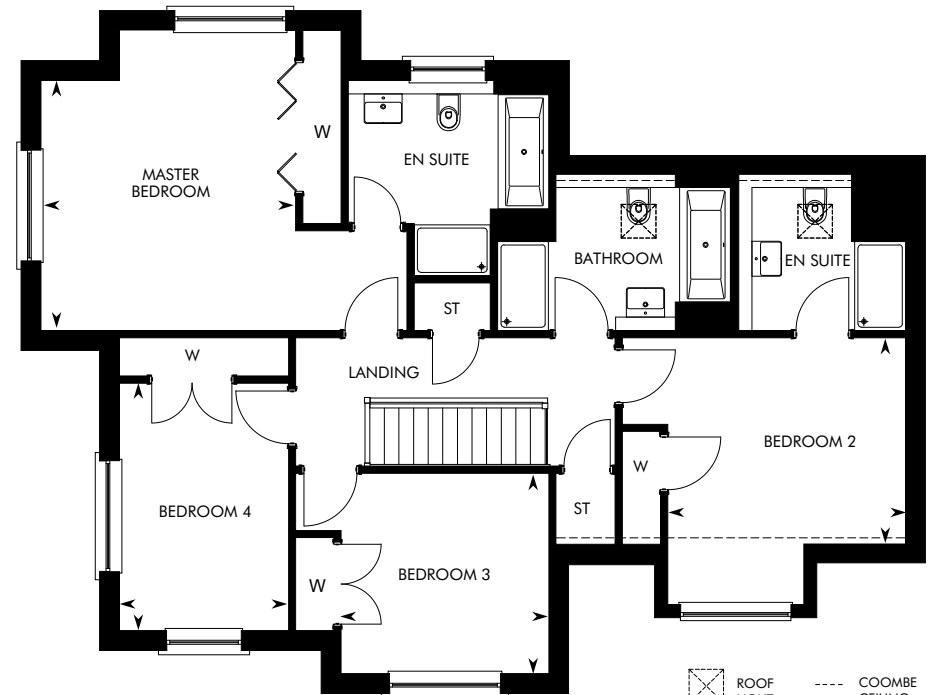 W
EN SUITE
MASTER
BEDROOM
BATHROOM
EN SUITE
ST
W
LANDING
BEDROOM 2
W
BEDROOM 4
ST
BEDROOM 3
W
ROOF
COOMBE